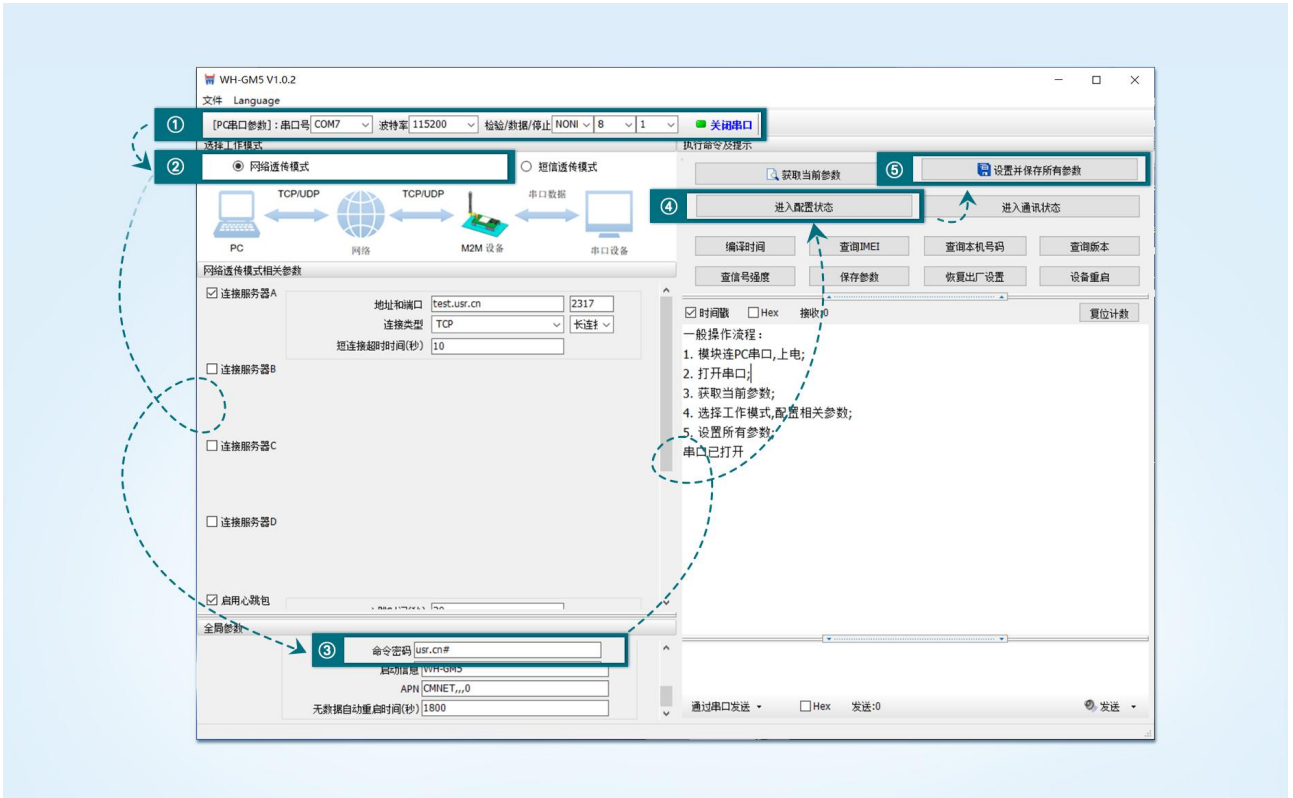 WH-GM5 V1.0.2
文件 Language
① [PC串口参数]：串口号 COM7 波特率 115200 检验/数据/停止 NONI 8 1 关闭串口
选择工作模式
② 网络透传模式 短信透传模式
TCP/UDP TCP/UDP 串口数据
PC 网络 M2M 设备 串口设备
网络透传模式相关参数
连接服务器A
地址和端口 test.usr.cn 2317
连接类型 TCP
短连接超时时间(秒) 10
连接服务器B
连接服务器C
连接服务器D
启用心跳包
全局参数
③ 命令密码 usr.cn#
启动信息 WH-GM5
APN CMNET,,,0
无数据自动重启时间(秒) 1800
执行命令及提示
获取当前参数 ⑤ 设置并保存所有参数
④ 进入配置状态 进入通讯状态
编译时间 查询IMEI 查询本机号码 查询版本
查信号强度 保存参数 恢复出厂设置 设备重启
时间戳 Hex 接收:0 复位计数
一般操作流程：
1. 模块连PC串口,上电;
2. 打开串口;
3. 获取当前参数;
4. 选择工作模式,配置相关参数;
5. 设置所有参数;
串口已打开
通过串口发送 Hex 发送:0 发送